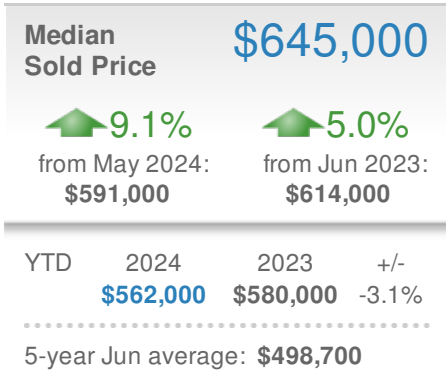 Median $645,000
Sold Price
9.1% 5.0%
from May 2024: from Jun 2023:
$591,000 $614,000
YTD 2024 2023 +/-
$562,000 $580,000 -3.1%
5-year Jun average: $498,700